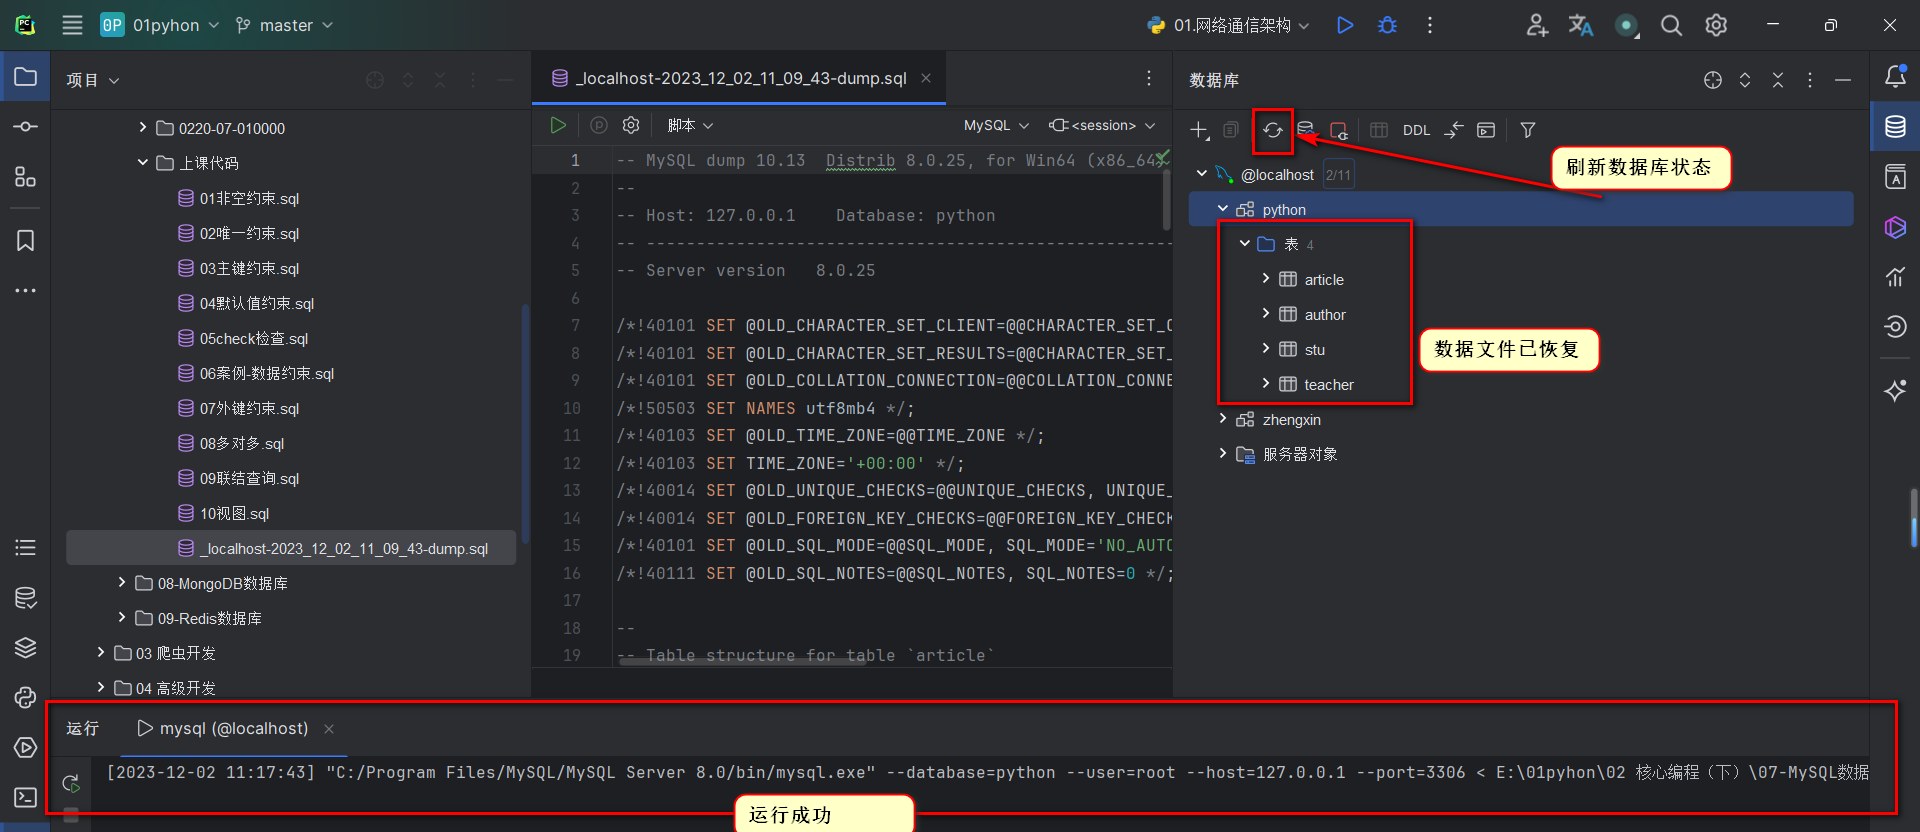 PC
0P 01pyhon master
01.网络通信架构
项目
0220-07-010000
上课代码
01非空约束.sql
02唯一约束.sql
03主键约束.sql
04默认值约束.sql
05check检查.sql
06案例-数据约束.sql
07外键约束.sql
08多对多.sql
09联结查询.sql
10视图.sql
_localhost-2023_12_02_11_09_43-dump.sql
08-MongoDB数据库
09-Redis数据库
03 爬虫开发
04 高级开发
_localhost-2023_12_02_11_09_43-dump.sql
脚本 MySQL <session>
1 -- MySQL dump 10.13  Distrib 8.0.25, for Win64 (x86_64)
2 --
3 -- Host: 127.0.0.1    Database: python
4 -- -----------------------------------------------------
5 -- Server version   8.0.25
6
7 /*!40101 SET @OLD_CHARACTER_SET_CLIENT=@@CHARACTER_SET_C
8 /*!40101 SET @OLD_CHARACTER_SET_RESULTS=@@CHARACTER_SET_
9 /*!40101 SET @OLD_COLLATION_CONNECTION=@@COLLATION_CONNE
10 /*!50503 SET NAMES utf8mb4 */;
11 /*!40103 SET @OLD_TIME_ZONE=@@TIME_ZONE */;
12 /*!40103 SET TIME_ZONE='+00:00' */;
13 /*!40014 SET @OLD_UNIQUE_CHECKS=@@UNIQUE_CHECKS, UNIQUE_
14 /*!40014 SET @OLD_FOREIGN_KEY_CHECKS=@@FOREIGN_KEY_CHECK
15 /*!40101 SET @OLD_SQL_MODE=@@SQL_MODE, SQL_MODE='NO_AUTO
16 /*!40111 SET @OLD_SQL_NOTES=@@SQL_NOTES, SQL_NOTES=0 */;
17
18 --
19 -- Table structure for table `article`
数据库
DDL
刷新数据库状态
@localhost 2/11
python
表 4
article
author
stu
teacher
数据文件已恢复
zhengxin
服务器对象
运行 mysql (@localhost)
[2023-12-02 11:17:43] "C:/Program Files/MySQL/MySQL Server 8.0/bin/mysql.exe" --database=python --user=root --host=127.0.0.1 --port=3306 < E:\01pyhon\02 核心编程（下）\07-MySQL数据
运行成功